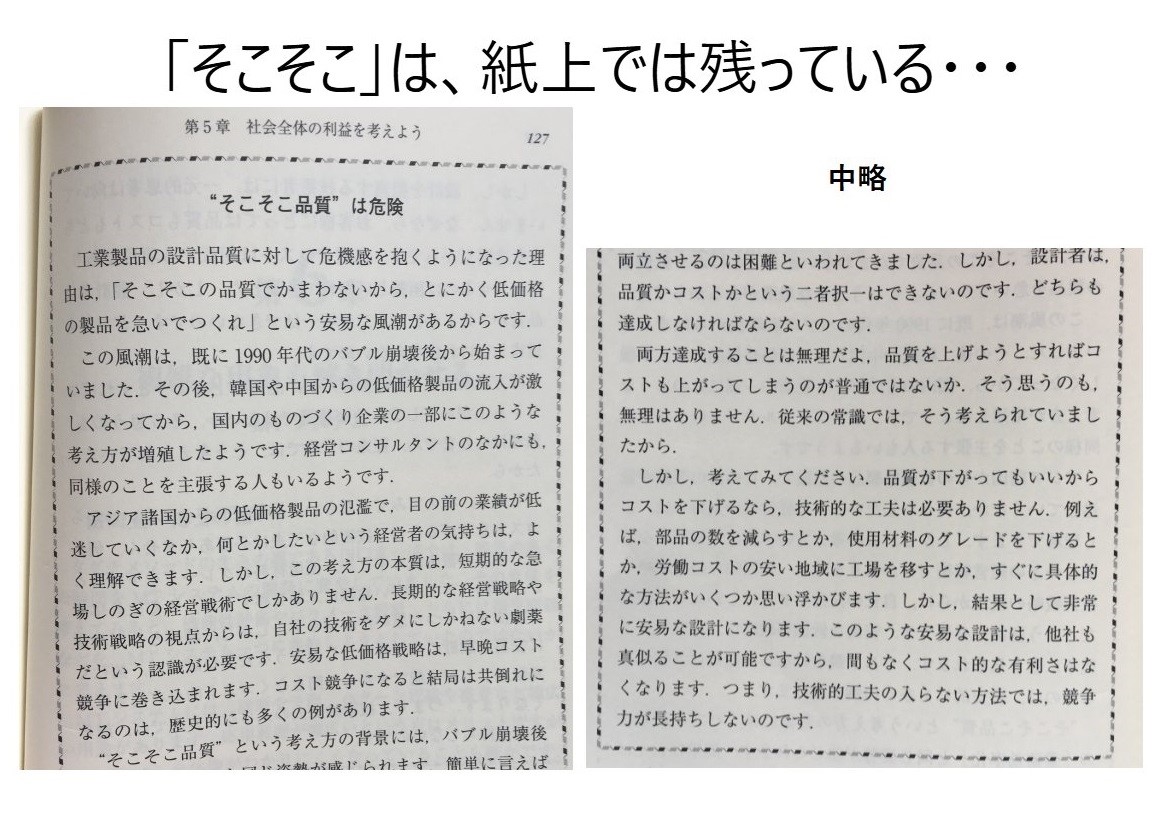 「そこそこ」は、紙上では残っている・・・
第5章 社会全体の利益を考えよう
127
“そこそこ品質”は危険
工業製品の設計品質に対して危機感を抱くようになった理
由は，「そこそこの品質でかまわないから，とにかく低価格
の製品を急いでつくれ」という安易な風潮があるからです．
この風潮は，既に1990年代のバブル崩壊後から始まって
いました．その後，韓国や中国からの低価格製品の流入が激
しくなってから，国内のものづくり企業の一部にこのような
考え方が増殖したようです．経営コンサルタントのなかにも，
同様のことを主張する人もいるようです．
アジア諸国からの低価格製品の氾濫で，目の前の業績が低
迷していくなか，何とかしたいという経営者の気持ちは，よ
く理解できます．しかし，この考え方の本質は，短期的な急
場しのぎの経営戦術でしかありません．長期的な経営戦略や
技術戦略の視点からは，自社の技術をダメにしかねない劇薬
だという認識が必要です．安易な低価格戦略は，早晩コスト
競争に巻き込まれます．コスト競争になると結局は共倒れに
なるのは，歴史的にも多くの例があります．
“そこそこ品質”という考え方の背景には，バブル崩壊後
同じ姿勢が感じられます．簡単に言えば
中略
両立させるのは困難といわれてきました．しかし，設計者は，
品質かコストかという二者択一はできないのです．どちらも
達成しなければならないのです．
両方達成することは無理だよ，品質を上げようとすればコ
ストも上がってしまうのが普通ではないか．そう思うのも，
無理はありません．従来の常識では，そう考えられていまし
たから．
しかし，考えてみてください．品質が下がってもいいから
コストを下げるなら，技術的な工夫は必要ありません．例え
ば，部品の数を減らすとか，使用材料のグレードを下げると
か，労働コストの安い地域に工場を移すとか，すぐに具体的
な方法がいくつか思い浮かびます．しかし，結果として非常
に安易な設計になります．このような安易な設計は，他社も
真似ることが可能ですから，間もなくコスト的な有利さはな
くなります．つまり，技術的工夫の入らない方法では，競争
力が長持ちしないのです．